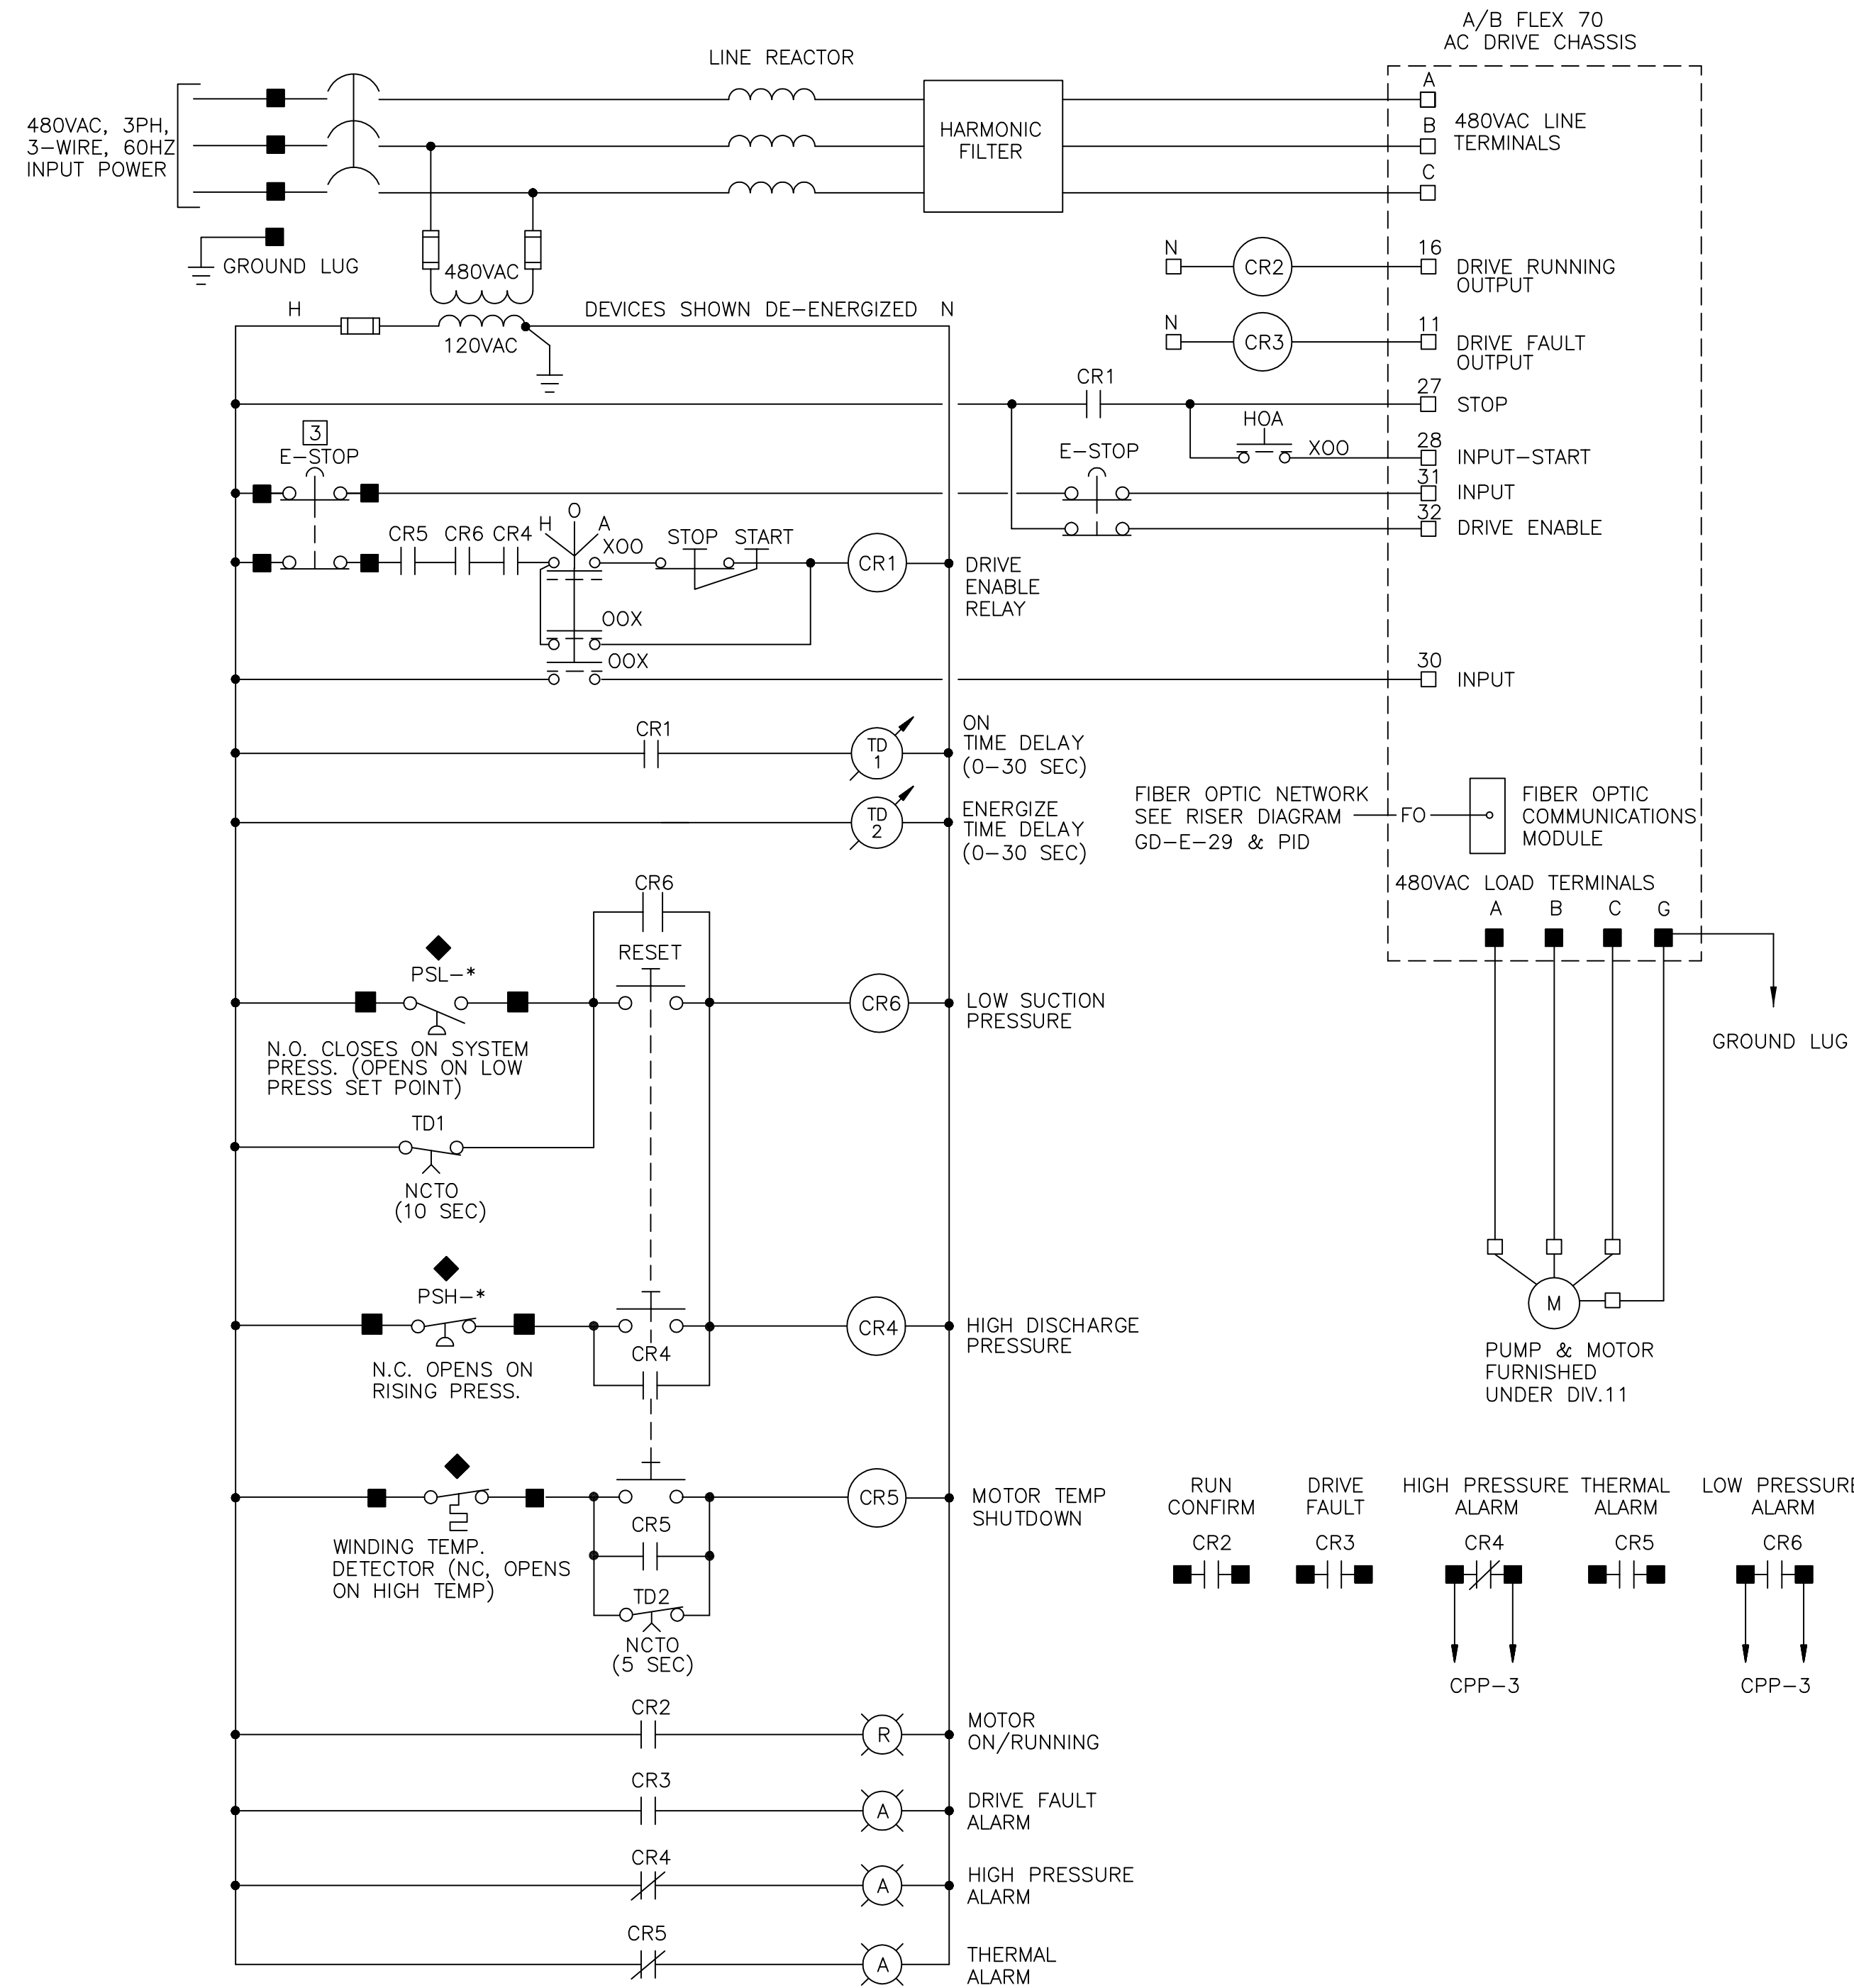 A/B FLEX 70
AC DRIVE CHASSIS
LINE REACTOR
480VAC, 3PH,
3-WIRE, 60HZ
INPUT POWER
HARMONIC
FILTER
A
B
C
480VAC LINE
TERMINALS
GROUND LUG
480VAC
120VAC
H
DEVICES SHOWN DE-ENERGIZED
N
N
CR2
16
DRIVE RUNNING
OUTPUT
N
CR3
11
DRIVE FAULT
OUTPUT
CR1
27
STOP
HOA
XOO
28
INPUT-START
3
E-STOP
E-STOP
31
INPUT
32
DRIVE ENABLE
CR5
CR6
CR4
H
O
A
XOO
STOP
START
CR1
DRIVE
ENABLE
RELAY
OOX
OOX
30
INPUT
CR1
TD
1
ON
TIME DELAY
(0-30 SEC)
TD
2
ENERGIZE
TIME DELAY
(0-30 SEC)
FIBER OPTIC NETWORK
SEE RISER DIAGRAM
GD-E-29 & PID
FO
FIBER OPTIC
COMMUNICATIONS
MODULE
480VAC LOAD TERMINALS
A
B
C
G
GROUND LUG
CR6
RESET
PSL-*
N.O. CLOSES ON SYSTEM
PRESS. (OPENS ON LOW
PRESS SET POINT)
CR6
LOW SUCTION
PRESSURE
TD1
NCTO
(10 SEC)
PSH-*
N.C. OPENS ON
RISING PRESS.
CR4
CR4
HIGH DISCHARGE
PRESSURE
M
PUMP & MOTOR
FURNISHED
UNDER DIV.11
WINDING TEMP.
DETECTOR (NC, OPENS
ON HIGH TEMP)
CR5
TD2
NCTO
(5 SEC)
CR5
MOTOR TEMP
SHUTDOWN
RUN
CONFIRM
CR2
DRIVE
FAULT
CR3
HIGH PRESSURE
ALARM
CR4
CPP-3
THERMAL
ALARM
CR5
LOW PRESSURE
ALARM
CR6
CPP-3
CR2
R
MOTOR
ON/RUNNING
CR3
A
DRIVE FAULT
ALARM
CR4
A
HIGH PRESSURE
ALARM
CR5
A
THERMAL
ALARM